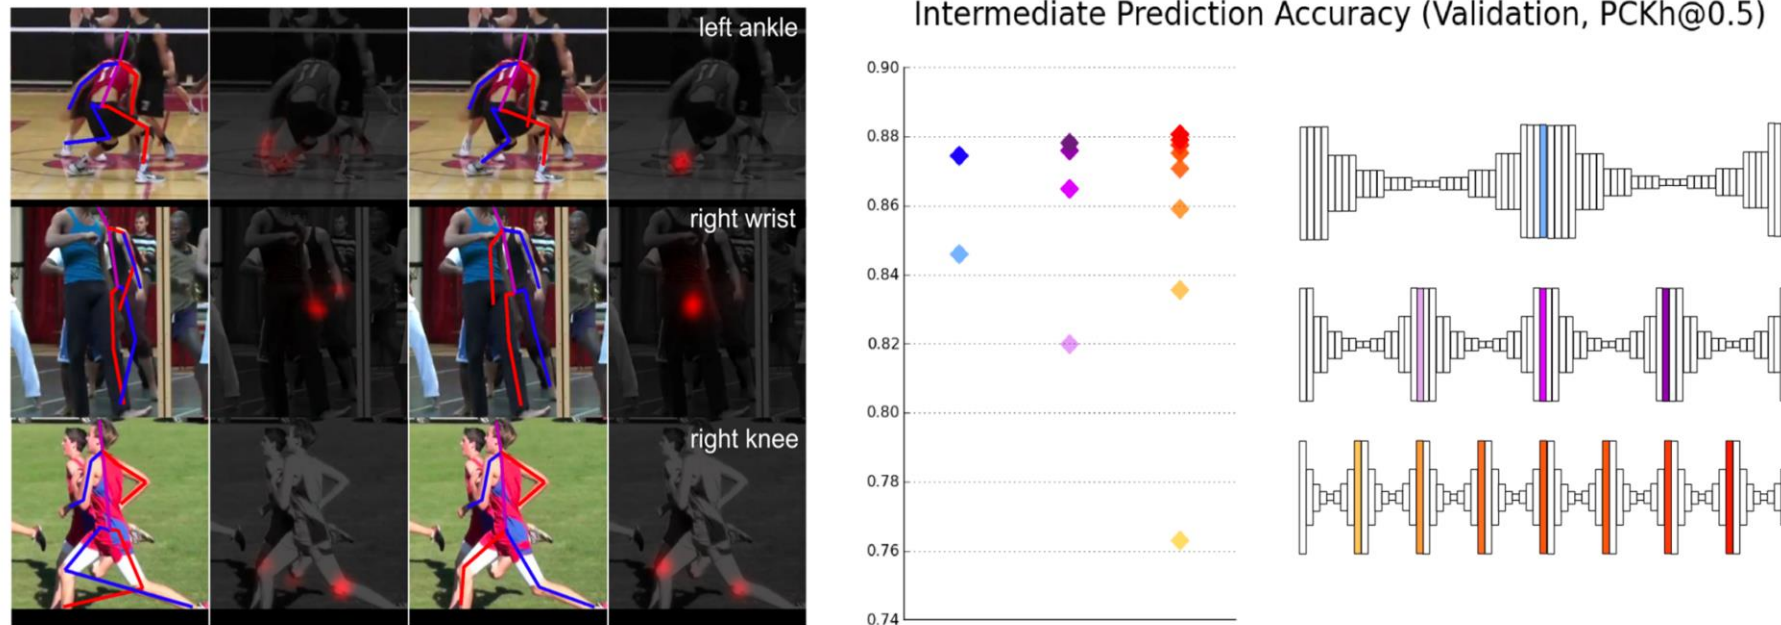 left ankle
right wrist
right knee
Intermediate Prediction Accuracy (Validation, PCKh@0.5)
0.90
0.88
0.86
0.84
0.82
0.80
0.78
0.76
0.74